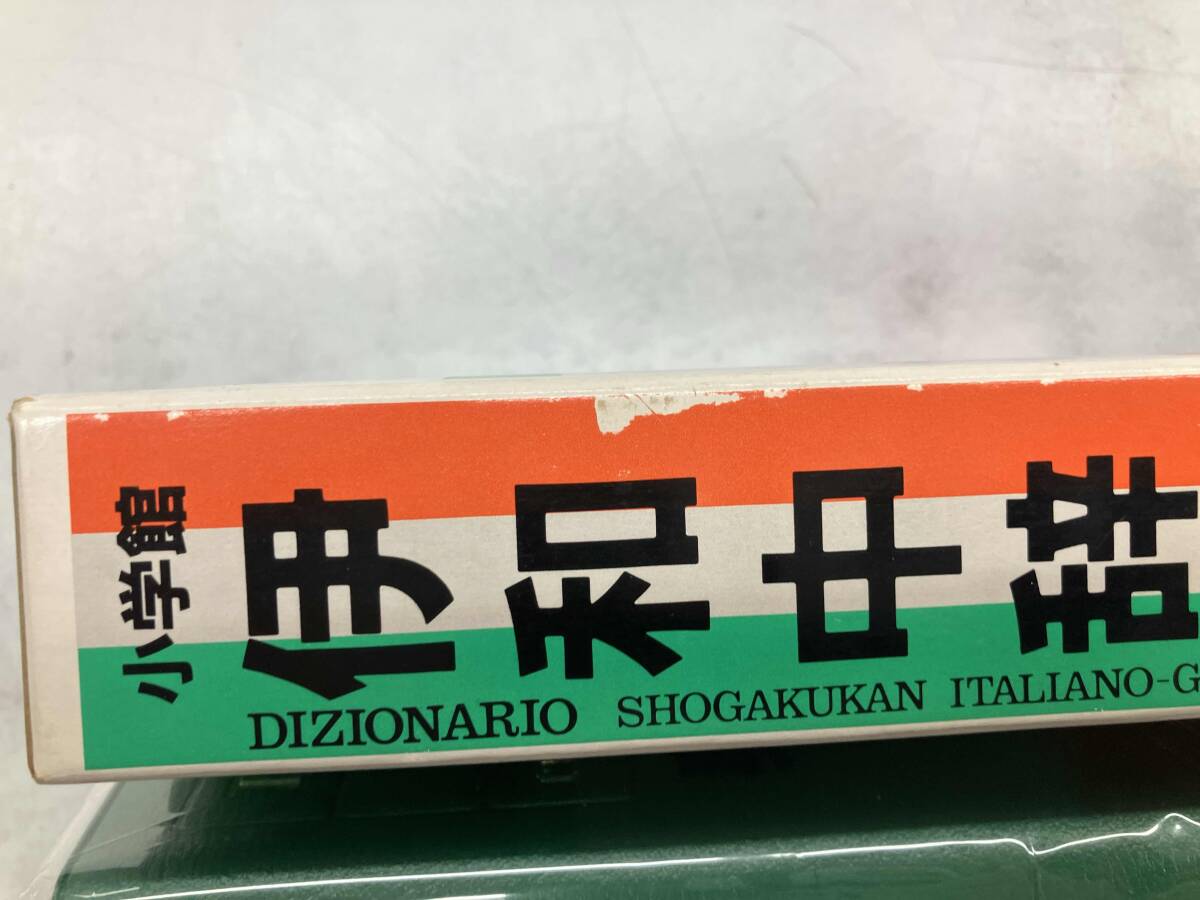 小学館
伊和中辞
DIZIONARIO SHOGAKUKAN ITALIANO-G